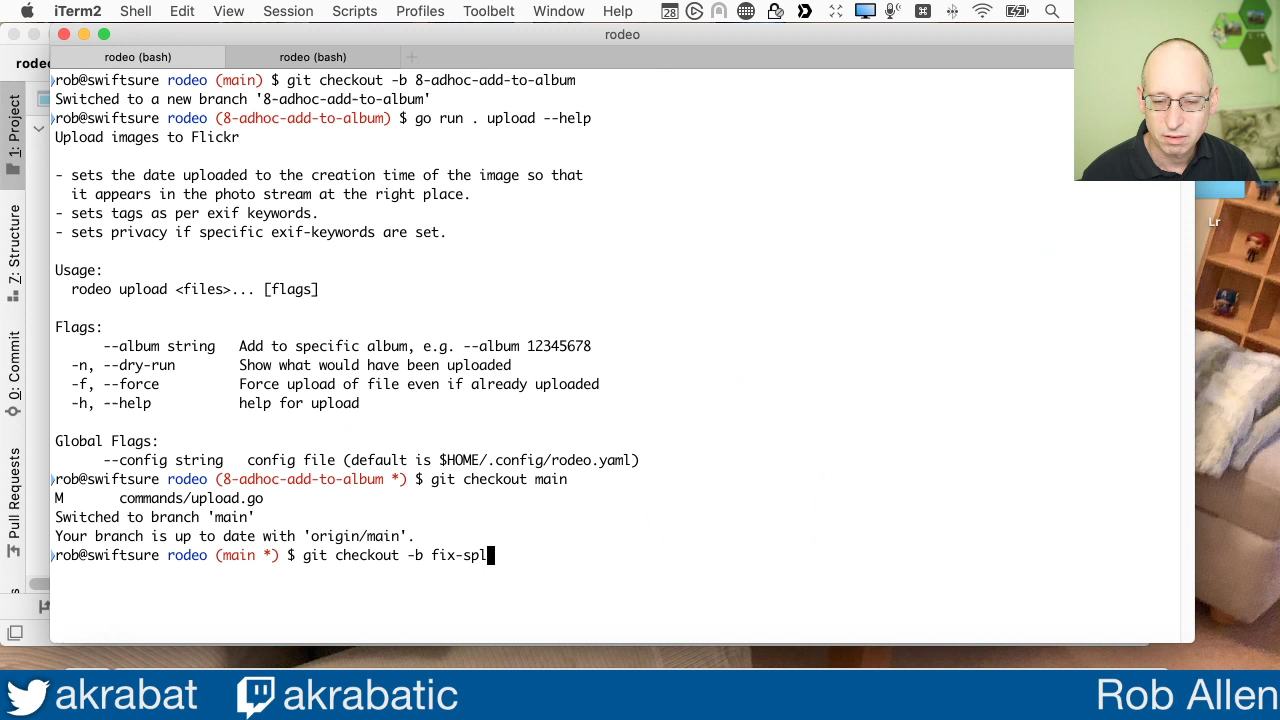 iTerm2 Shell Edit View Session Scripts Profiles Toolbelt Window Help 28
rodeo
rodeo (bash) rodeo (bash)
1: Project
7: Structure
0: Commit
Pull Requests
rob@swiftsure rodeo (main) $ git checkout -b 8-adhoc-add-to-album
Switched to a new branch '8-adhoc-add-to-album'
rob@swiftsure rodeo (8-adhoc-add-to-album) $ go run . upload --help
Upload images to Flickr
- sets the date uploaded to the creation time of the image so that
it appears in the photo stream at the right place.
- sets tags as per exif keywords.
- sets privacy if specific exif-keywords are set.
Usage:
rodeo upload <files>... [flags]
Flags:
--album string Add to specific album, e.g. --album 12345678
-n, --dry-run Show what would have been uploaded
-f, --force Force upload of file even if already uploaded
-h, --help help for upload
Global Flags:
--config string config file (default is $HOME/.config/rodeo.yaml)
rob@swiftsure rodeo (8-adhoc-add-to-album *) $ git checkout main
M commands/upload.go
Switched to branch 'main'
Your branch is up to date with 'origin/main'.
rob@swiftsure rodeo (main *) $ git checkout -b fix-spl
Lr
akrabat akrabatic Rob Allen